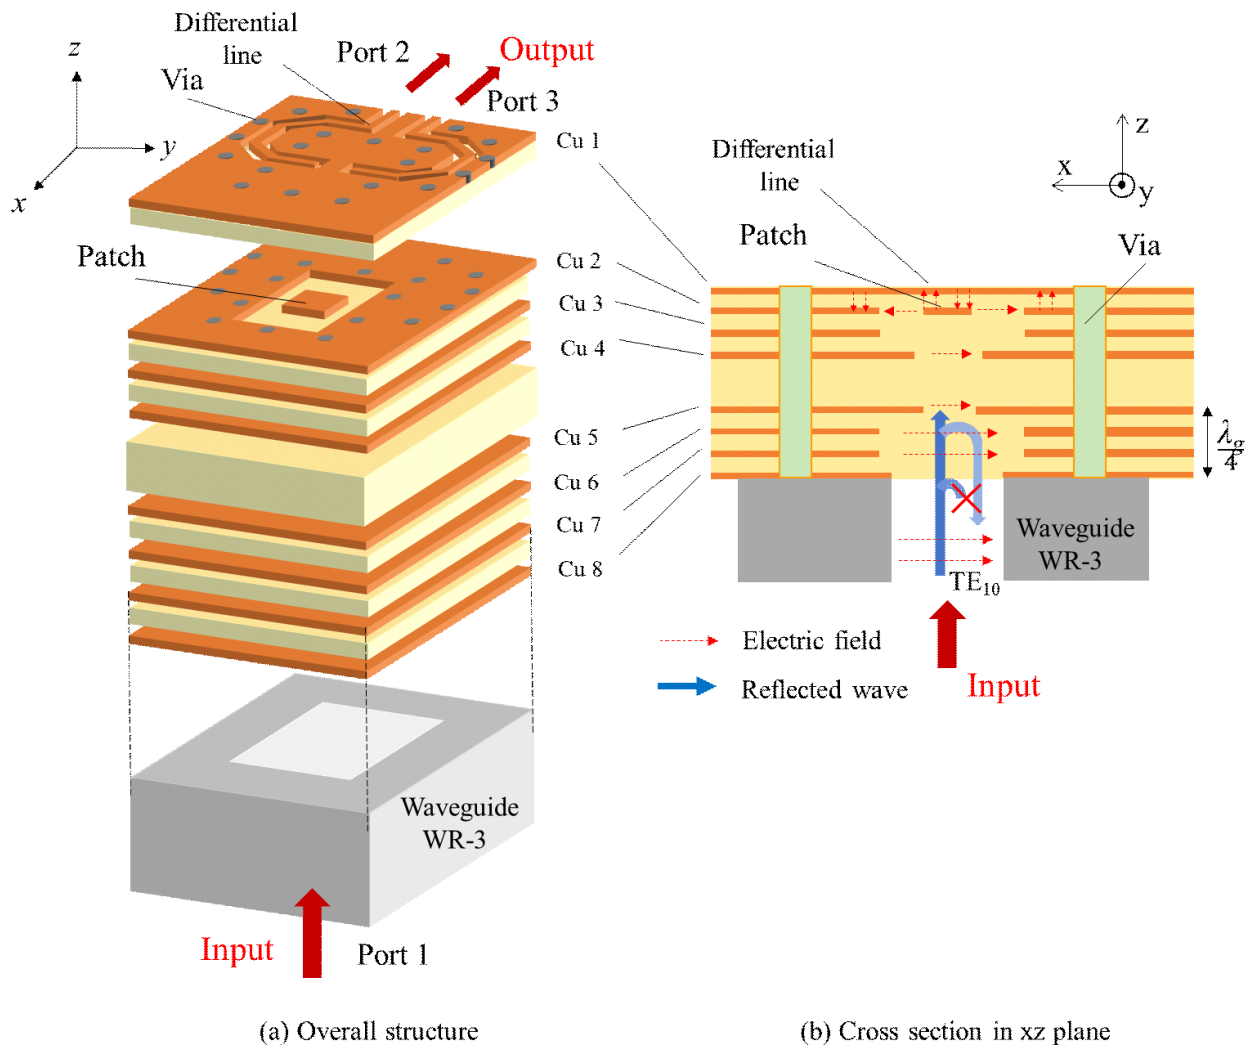 Differential
line
Port 2
Output
Via
Port 3
z
y
x
Patch
Cu 1
Cu 2
Cu 3
Cu 4
Cu 5
Cu 6
Cu 7
Cu 8
Waveguide
WR-3
Input
Port 1
(a) Overall structure
z
x
y
Differential
line
Patch
Via
λg
4
Waveguide
WR-3
TE10
Electric field
Reflected wave
Input
(b) Cross section in xz plane